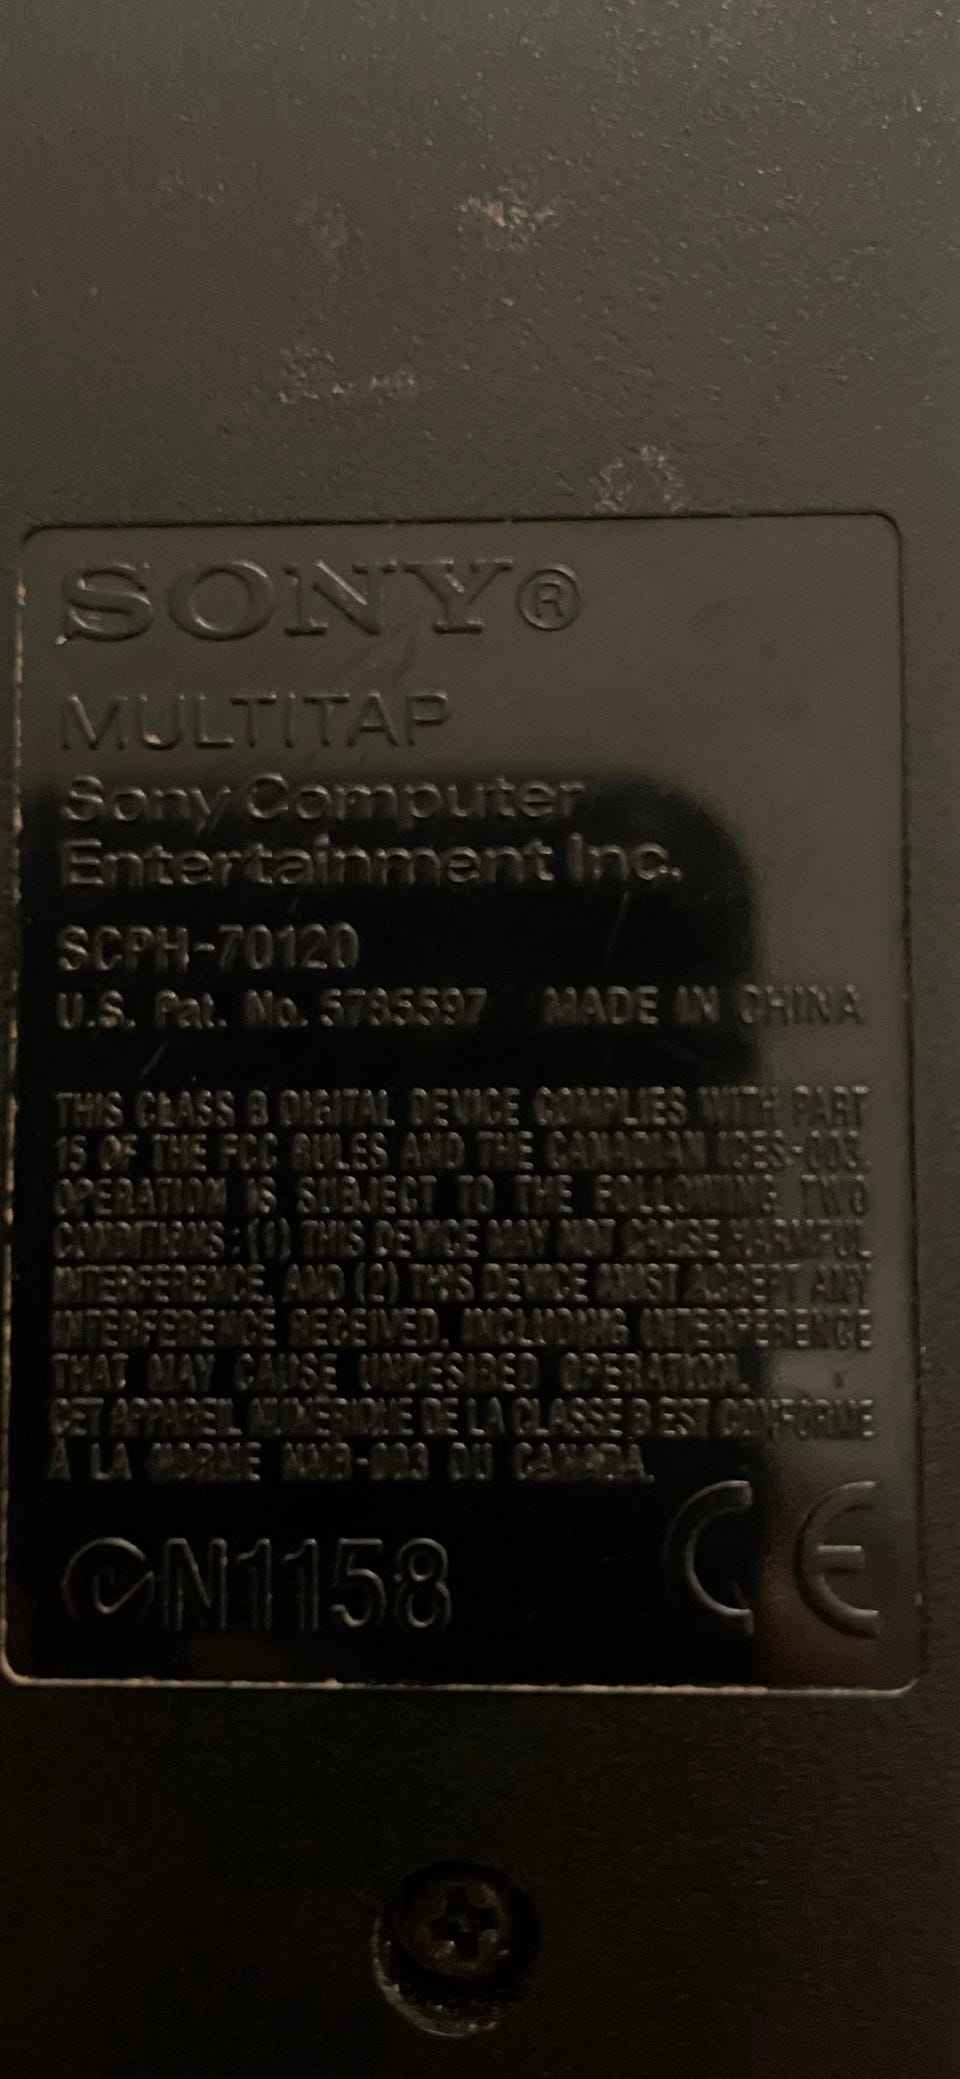 SONY®
MULTITAP
Sony Computer
Entertainment Inc.
SCPH-70120
U.S. Pat. No. 5785597 MADE IN CHINA
THIS CLASS B DIGITAL DEVICE COMPLIES WITH PART
15 OF THE FCC RULES AND THE CANADIAN ICES-003.
OPERATION IS SUBJECT TO THE FOLLOWING TWO
CONDITIONS: (1) THIS DEVICE MAY NOT CAUSE HARMFUL
INTERFERENCE, AND (2) THIS DEVICE MUST ACCEPT ANY
INTERFERENCE RECEIVED, INCLUDING INTERFERENCE
THAT MAY CAUSE UNDESIRED OPERATION.
CET APPAREIL NUMERIQUE DE LA CLASSE B EST CONFORME
À LA NORME NMB-003 DU CANADA.
N1158 CE